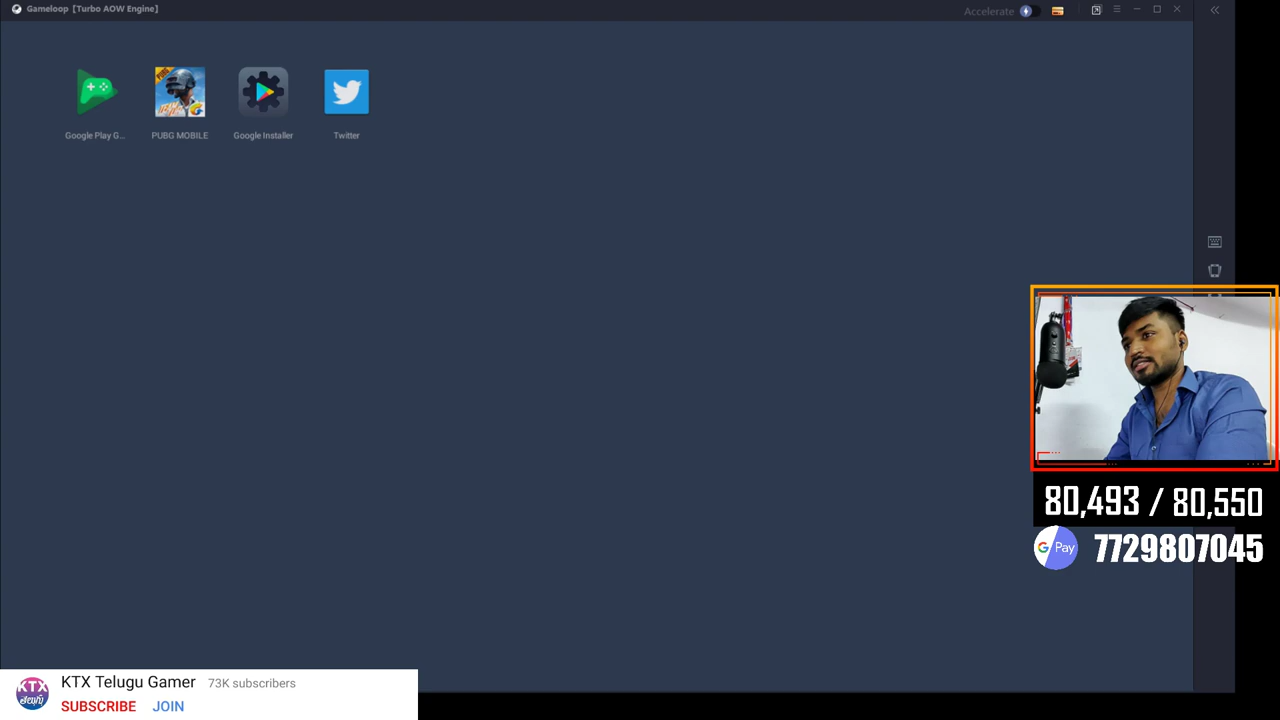 Gameloop【Turbo AOW Engine】
Accelerate
Google Play G...
PUBG MOBILE
Google Installer
Twitter
80,493 / 80,550
G Pay
7729807045
KTX Telugu Gamer
73K subscribers
SUBSCRIBE
JOIN
KTX
తెలుగు